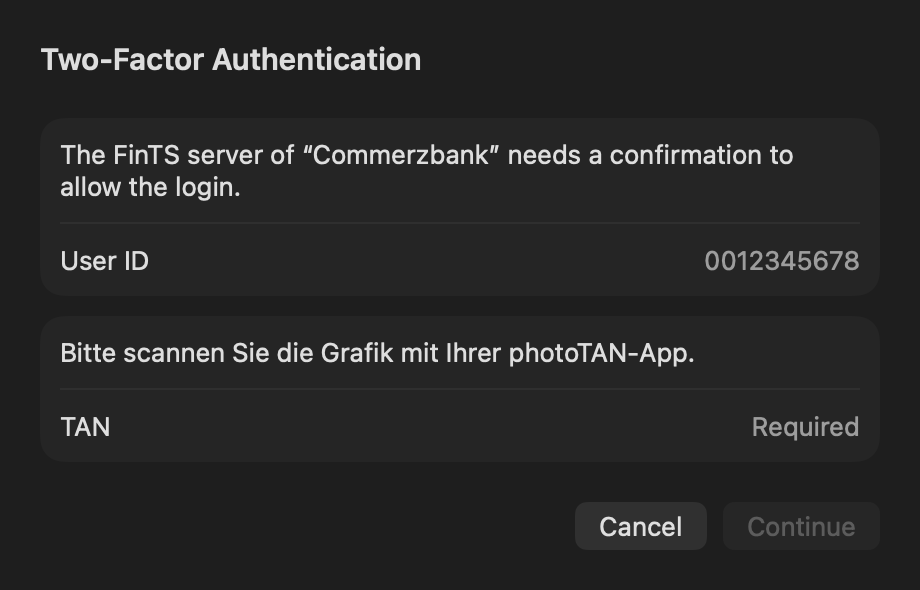 Two-Factor Authentication
The FinTS server of “Commerzbank” needs a confirmation to
allow the login.
User ID
0012345678
Bitte scannen Sie die Grafik mit Ihrer photoTAN-App.
TAN
Required
Cancel
Continue